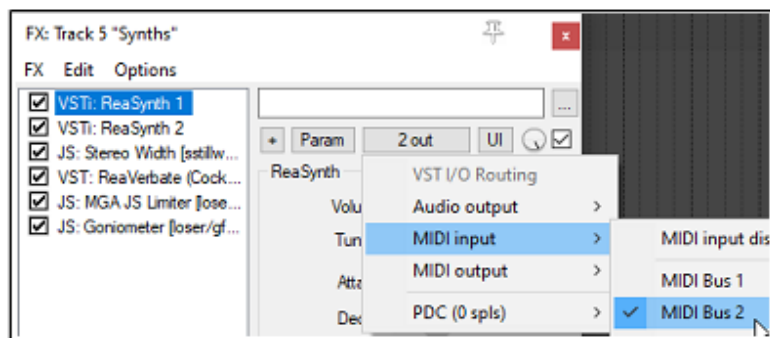 FX: Track 5 "Synths"
FX Edit Options
VSTi: ReaSynth 1
VSTi: ReaSynth 2
JS: Stereo Width [sstillw...
VST: ReaVerbate (Cock...
JS: MGA JS Limiter [lose...
JS: Goniometer [loser/gf...
...
+ Param 2 out UI
ReaSynth
Volu
Tun
Atta
Dec
VST I/O Routing
Audio output >
MIDI input >
MIDI output >
PDC (0 spls) >
MIDI input dis
MIDI Bus 1
MIDI Bus 2